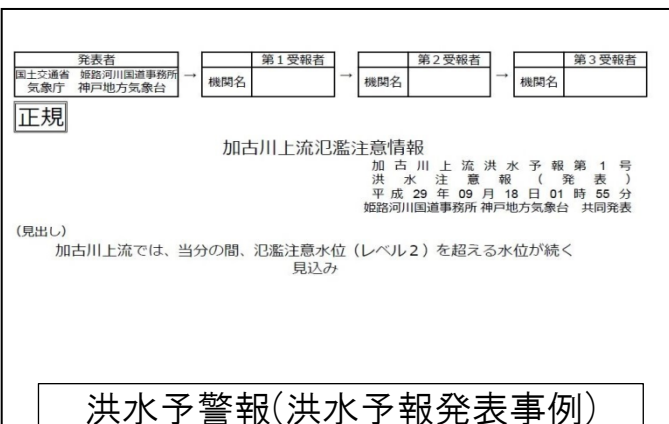 発表者
国土交通省 姫路河川国道事務所
気象庁 神戸地方気象台
→
第1受報者
機関名
→
第2受報者
機関名
→
第3受報者
機関名
正規
加古川上流氾濫注意情報
加古川上流洪水予報第1号
洪水注意報(発表)
平成29年09月18日01時55分
姫路河川国道事務所 神戸地方気象台 共同発表
(見出し)
加古川上流では、当分の間、氾濫注意水位(レベル2)を超える水位が続く
見込み
洪水予警報(洪水予報発表事例)